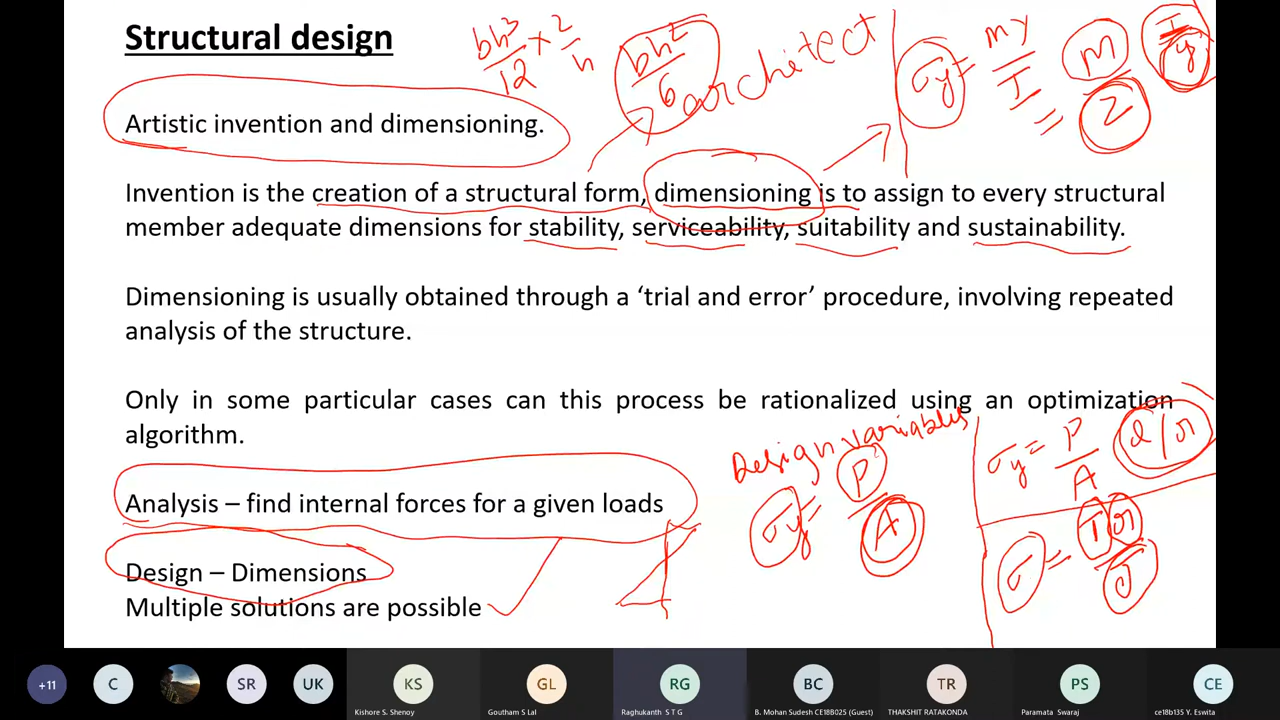 Structural design
bh³/12 × 2/h
bh²/6
architect
σy = My/I
= M/Z
I/y
Artistic invention and dimensioning.
Invention is the creation of a structural form, dimensioning is to assign to every structural
member adequate dimensions for stability, serviceability, suitability and sustainability.
Dimensioning is usually obtained through a ‘trial and error’ procedure, involving repeated
analysis of the structure.
Only in some particular cases can this process be rationalized using an optimization
algorithm.
Design variables
σy = P/A
σy = P/A
Analysis – find internal forces for a given loads
Design – Dimensions
Multiple solutions are possible
+11
C
SR
UK
KS
GL
RG
BC
TR
PS
CE
Kishore S. Shenoy
Goutham S Lal
Raghukanth S T G
B. Mohan Sudesh CE18B025 (Guest)
THAKSHIT RATAKONDA
Paramata Swaraj
ce18b135 Y. Eswita